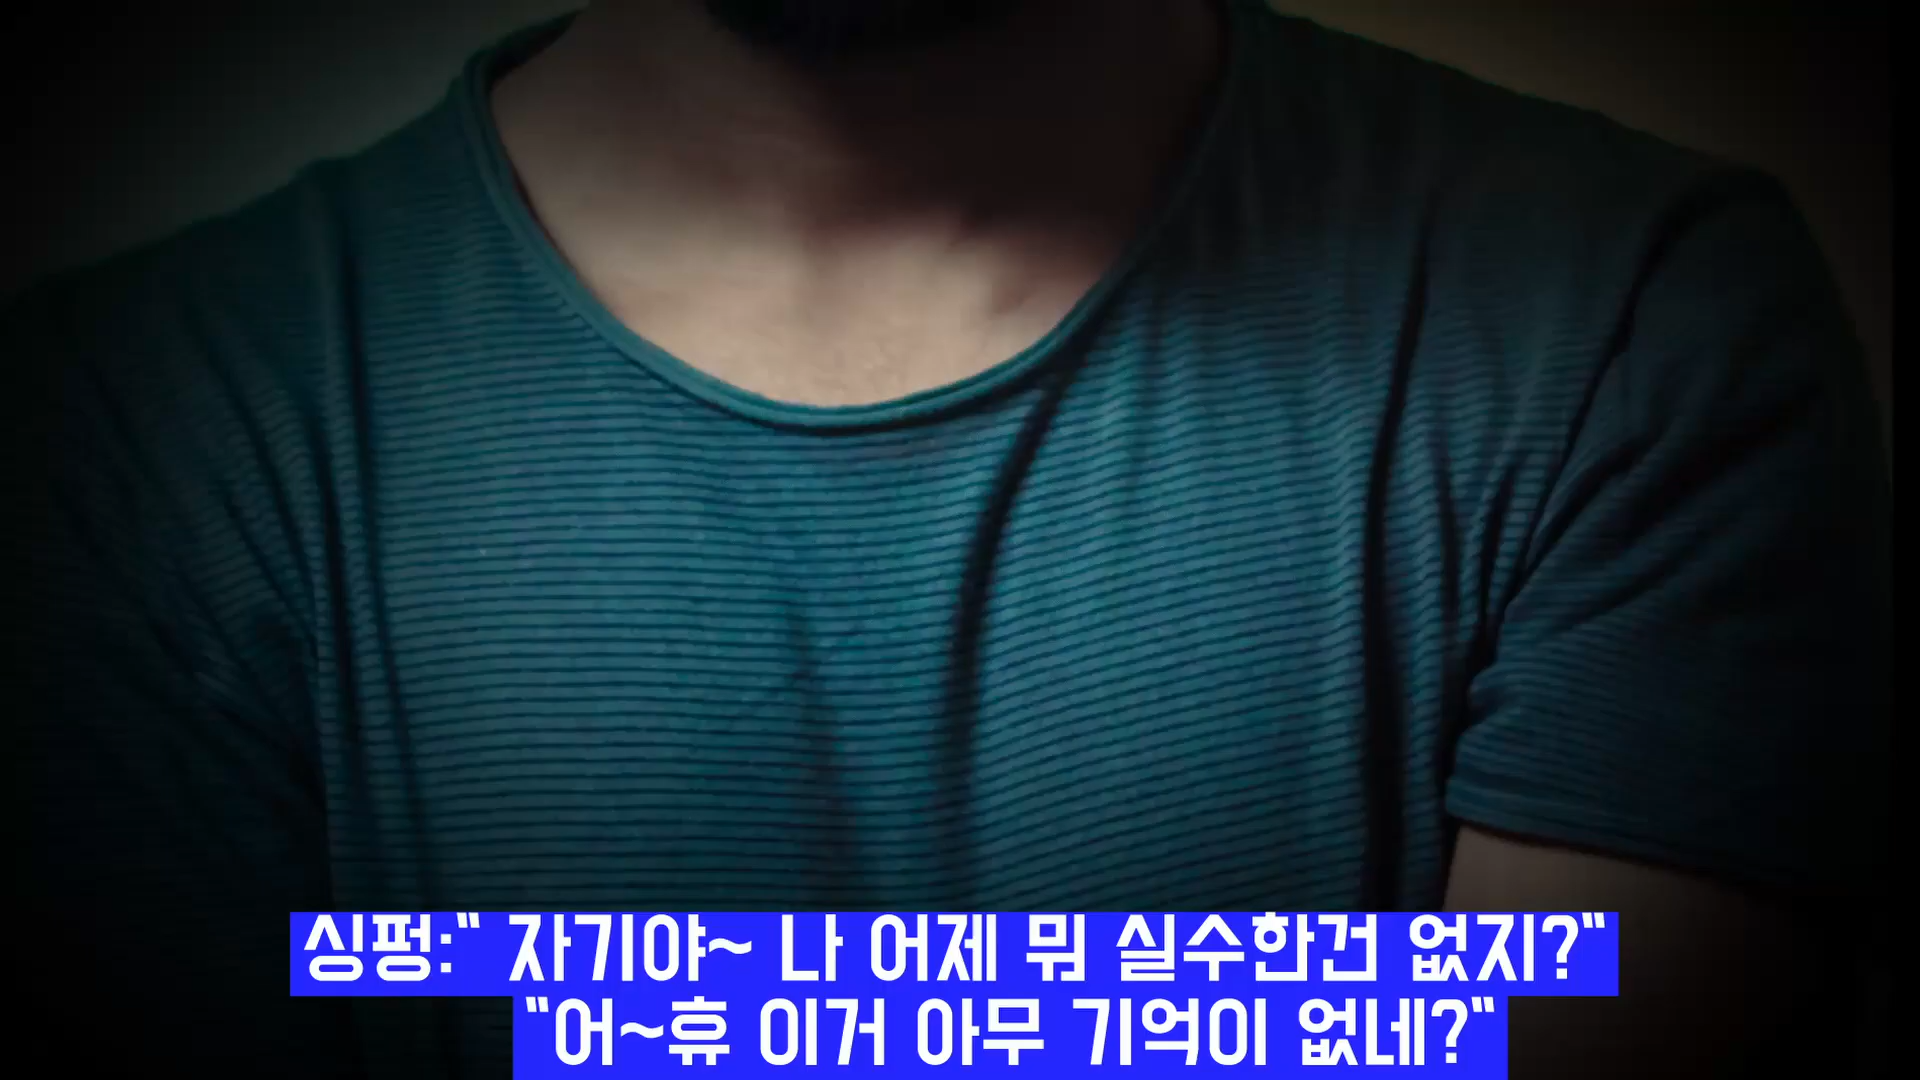 싱펑:" 자기야~ 나 어제 뭐 실수한건 없지?"
"어~휴 이거 아무 기억이 없네?"